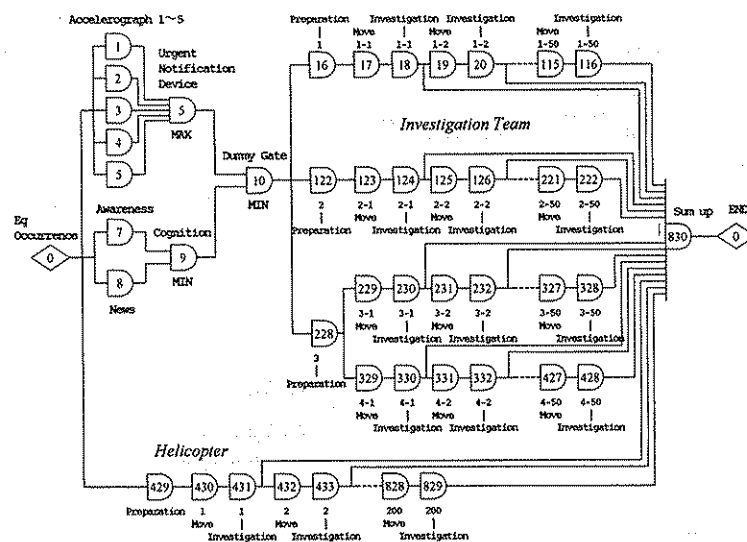 Accelerograph 1~5
Preparation Investigation Investigation Investigation
Move Move Move
1 1-1 1-1 1-2 1-2 1-50 1-50
1 Urgent
Notification
Device
16 17 18 19 20 115 116
2
3 5
MAX
Investigation Team
4
5
Dummy Gate
10
MIN
122 123 124 125 126 221 222
2 2-1 2-1 2-2 2-2 2-50 2-50
Move Move Move
Preparation Investigation Investigation Investigation
Eq
Occurrence
0
Awareness
7 Cognition
9
MIN
8
News
Sum up END
830 0
229 230 231 232 327 328
3-1 3-1 3-2 3-2 3-50 3-50
Move Move Move
Investigation Investigation Investigation
228
3
Preparation
329 330 331 332 427 428
4-1 4-1 4-2 4-2 4-50 4-50
Move Move Move
Investigation Investigation Investigation
Helicopter
429 430 431 432 433 828 829
Preparation 1 1 2 2 200 200
Move Move Move
Investigation Investigation Investigation